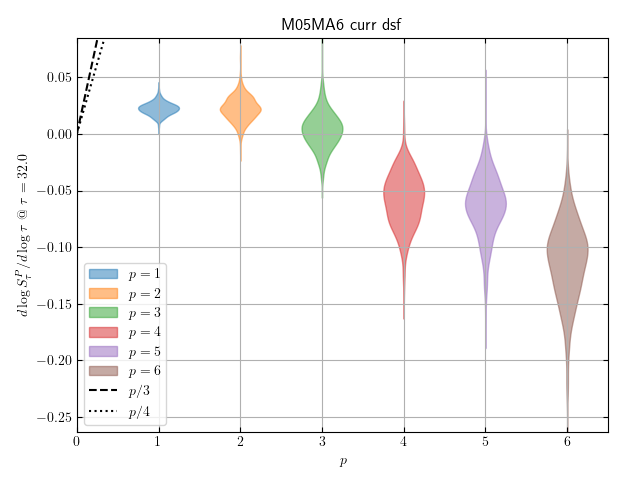 M05MA6 curr dsf
d log S_τ^P / d log τ @ τ = 32.0
0.05
0.00
−0.05
−0.10
−0.15
−0.20
−0.25
p = 1
p = 2
p = 3
p = 4
p = 5
p = 6
p/3
p/4
0 1 2 3 4 5 6
p